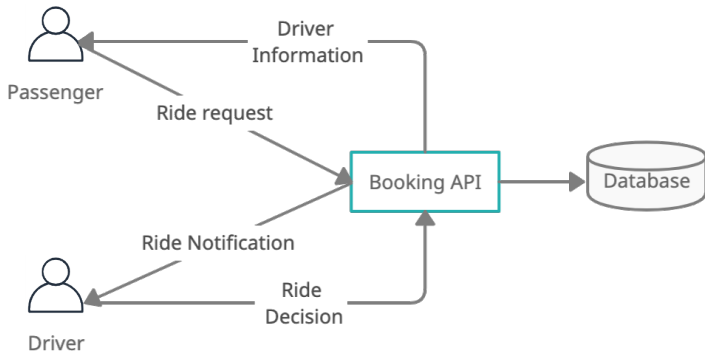 Driver
Information
Passenger
Ride request
Booking API
Database
Ride Notification
Ride
Decision
Driver